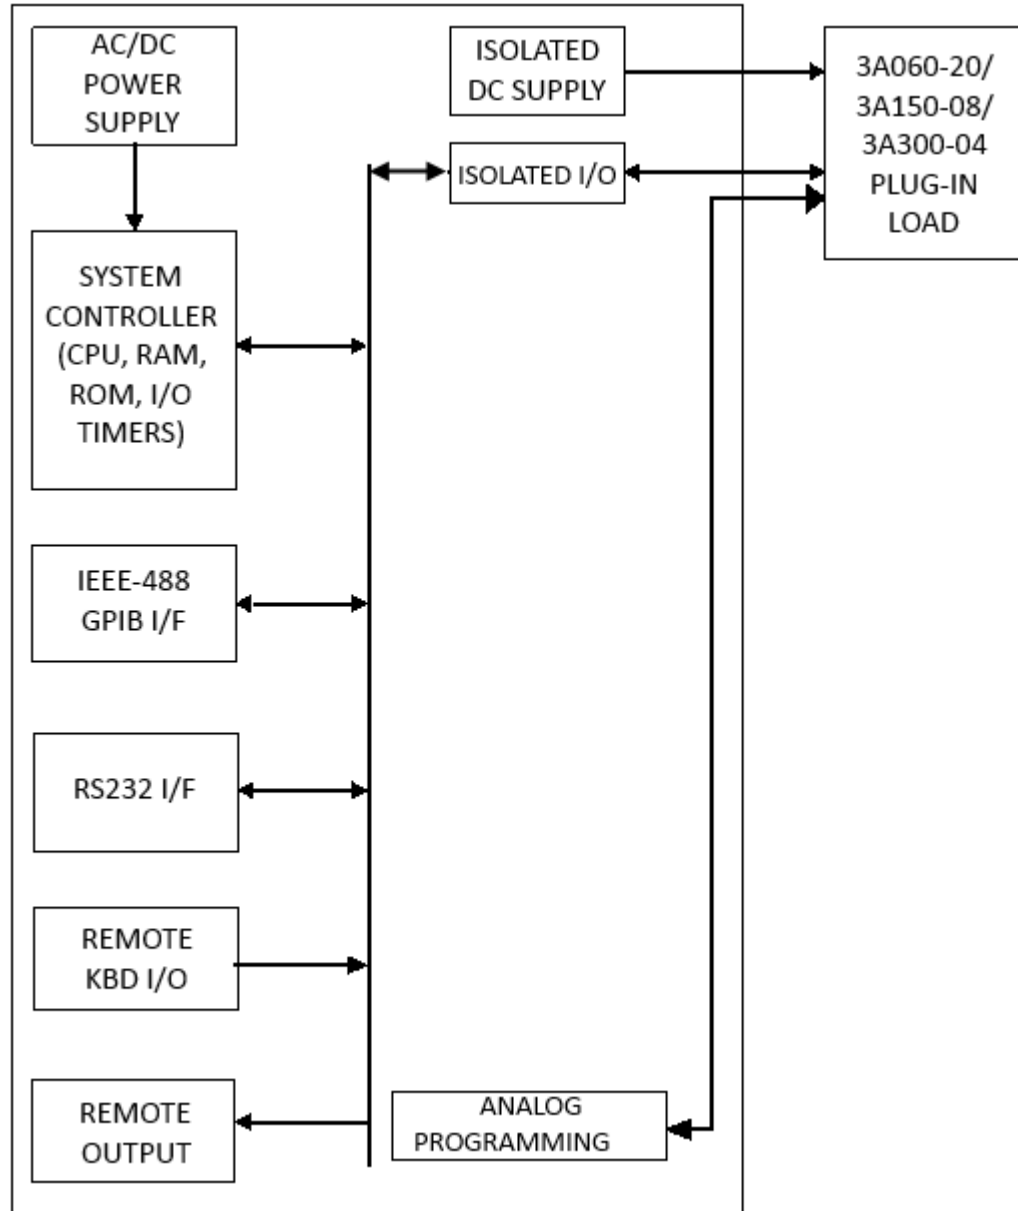 AC/DC
POWER
SUPPLY
ISOLATED
DC SUPPLY
3A060-20/
3A150-08/
3A300-04
PLUG-IN
LOAD
ISOLATED I/O
SYSTEM
CONTROLLER
(CPU, RAM,
ROM, I/O
TIMERS)
IEEE-488
GPIB I/F
RS232 I/F
REMOTE
KBD I/O
REMOTE
OUTPUT
ANALOG
PROGRAMMING